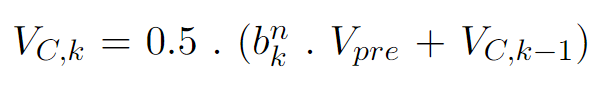 $V_{C,k} = 0.5 \; . \; (b_k^n \; . \; V_{pre} + V_{C,k-1})$